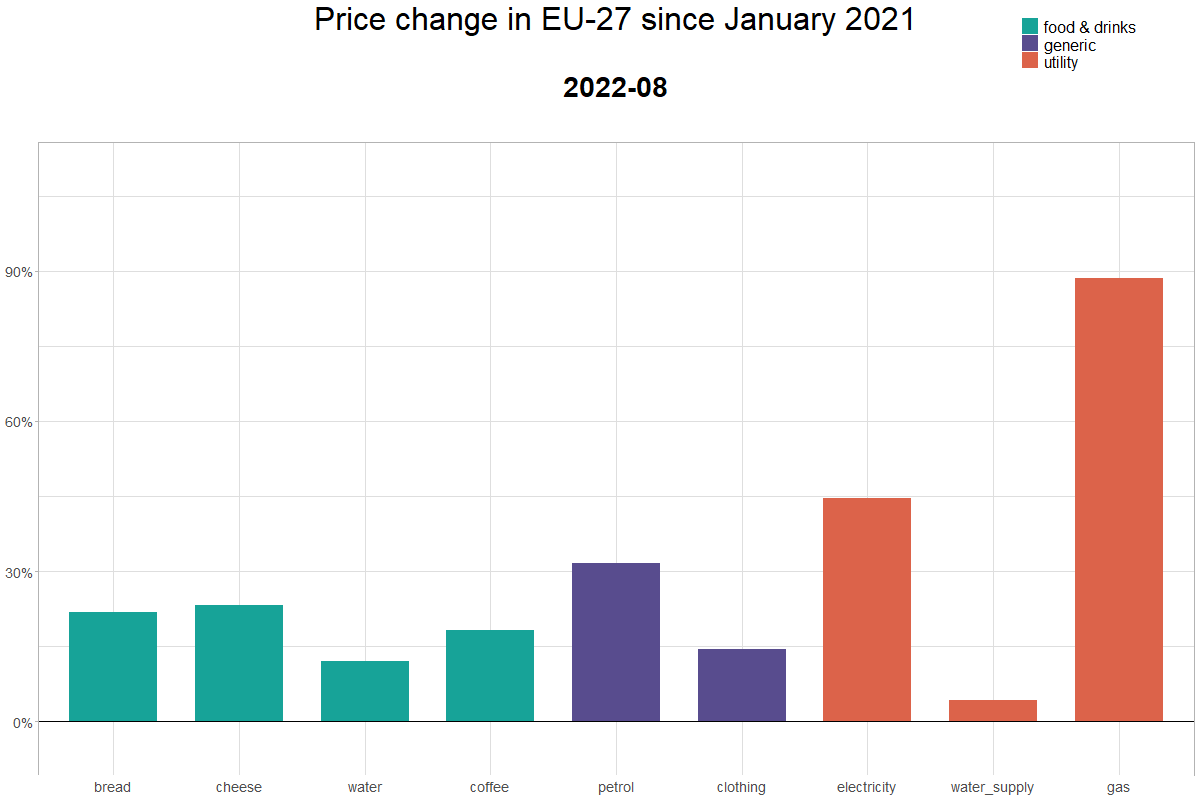 Price change in EU-27 since January 2021
food & drinks
generic
utility
2022-08
90%
60%
30%
0%
bread cheese water coffee petrol clothing electricity water_supply gas